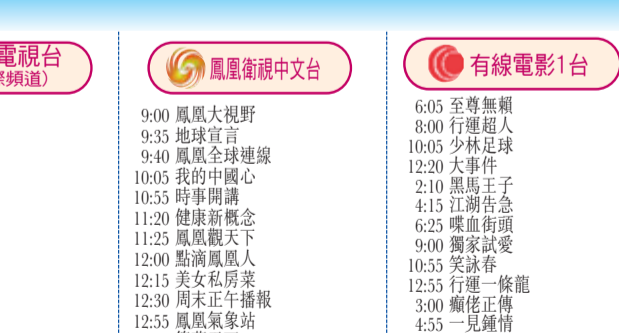 電視台
頻道）
鳳凰衛視中文台
9:00 鳳凰大視野
9:35 地球宣言
9:40 鳳凰全球連線
10:05 我的中國心
10:55 時事開講
11:20 健康新概念
11:25 鳳凰觀天下
12:00 點滴鳳凰人
12:15 美女私房菜
12:30 周末正午播報
12:55 鳳凰氣象站
有線電影1台
6:05 至尊無賴
8:00 行運超人
10:05 少林足球
12:20 大事件
2:10 黑馬王子
4:15 江湖告急
6:25 喋血街頭
9:00 獨家試愛
10:55 笑詠春
12:55 行運一條龍
3:00 癲佬正傳
4:55 一見鍾情